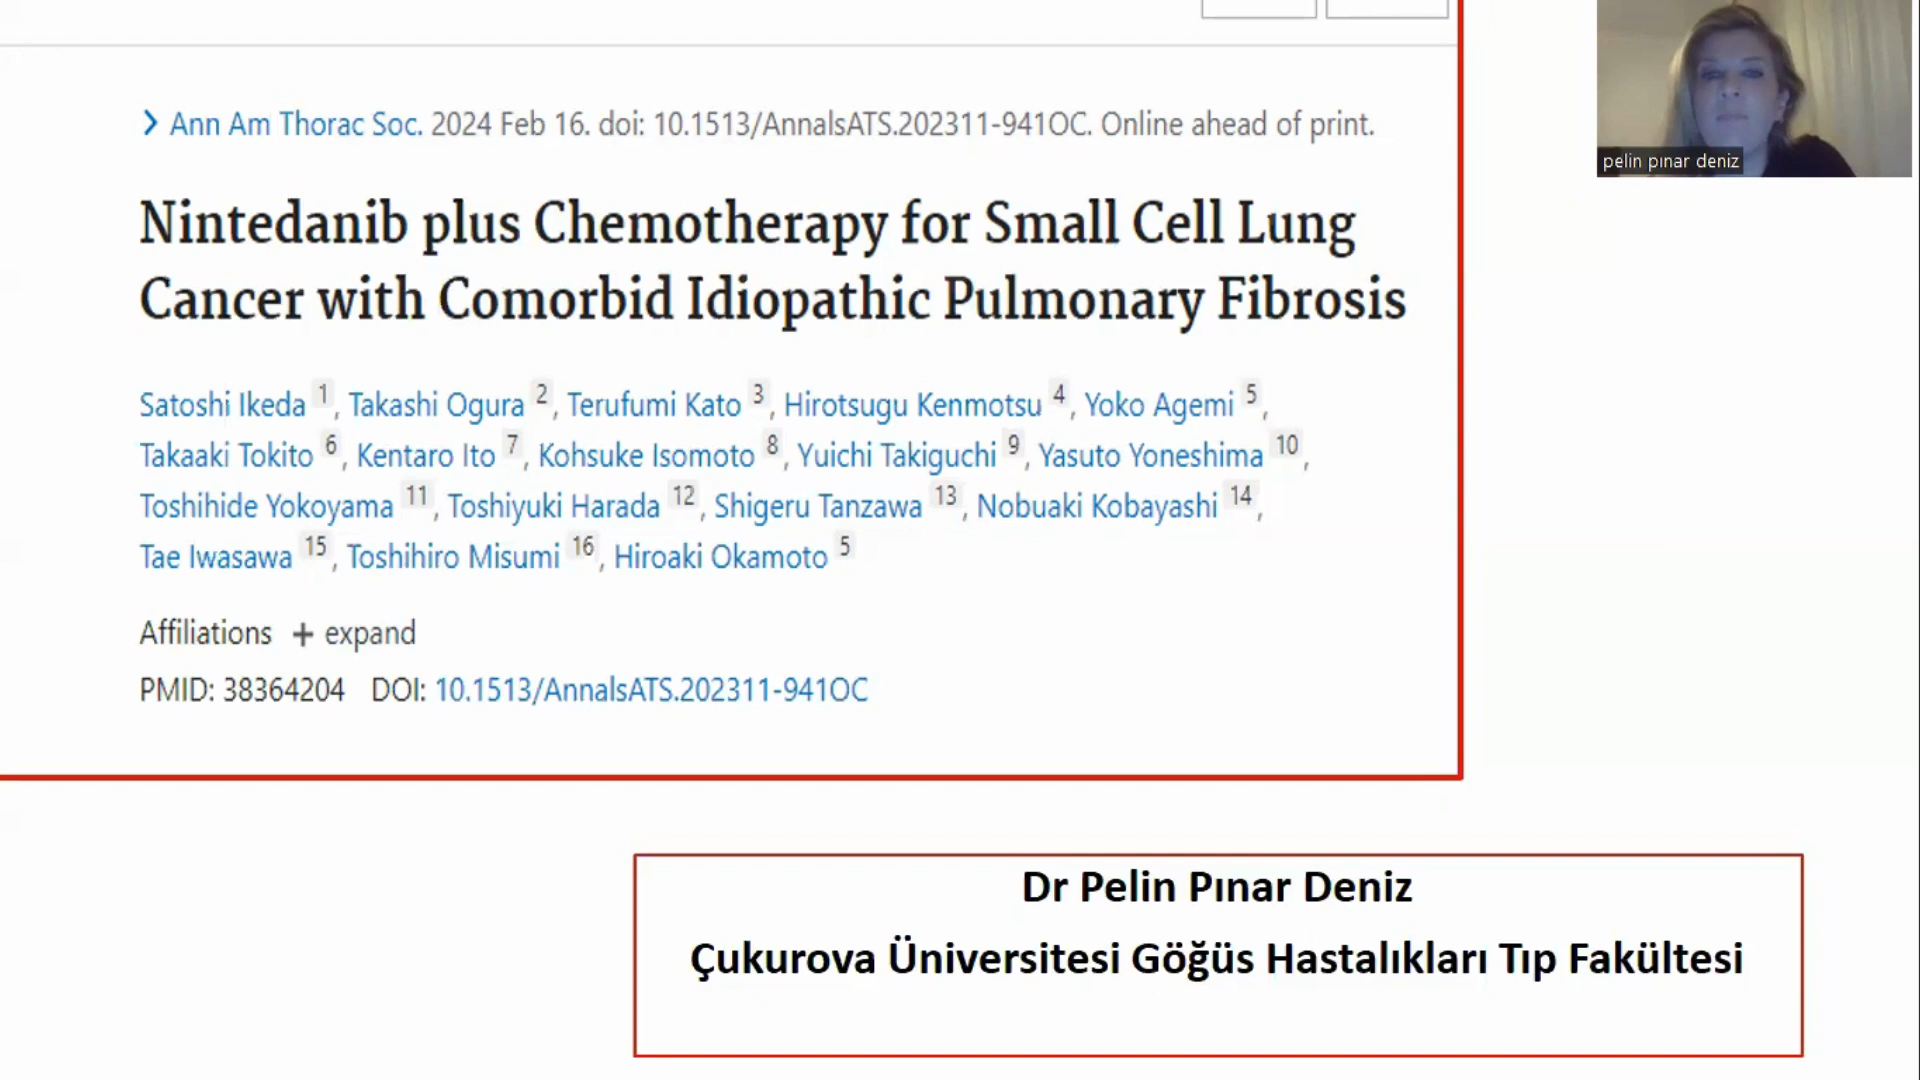 Ann Am Thorac Soc. 2024 Feb 16. doi: 10.1513/AnnalsATS.202311-941OC. Online ahead of print.
Nintedanib plus Chemotherapy for Small Cell Lung
Cancer with Comorbid Idiopathic Pulmonary Fibrosis
Satoshi Ikeda 1, Takashi Ogura 2, Terufumi Kato 3, Hirotsugu Kenmotsu 4, Yoko Agemi 5,
Takaaki Tokito 6, Kentaro Ito 7, Kohsuke Isomoto 8, Yuichi Takiguchi 9, Yasuto Yoneshima 10,
Toshihide Yokoyama 11, Toshiyuki Harada 12, Shigeru Tanzawa 13, Nobuaki Kobayashi 14,
Tae Iwasawa 15, Toshihiro Misumi 16, Hiroaki Okamoto 5
Affiliations + expand
PMID: 38364204 DOI: 10.1513/AnnalsATS.202311-941OC
pelin pınar deniz
Dr Pelin Pınar Deniz
Çukurova Üniversitesi Göğüs Hastalıkları Tıp Fakültesi